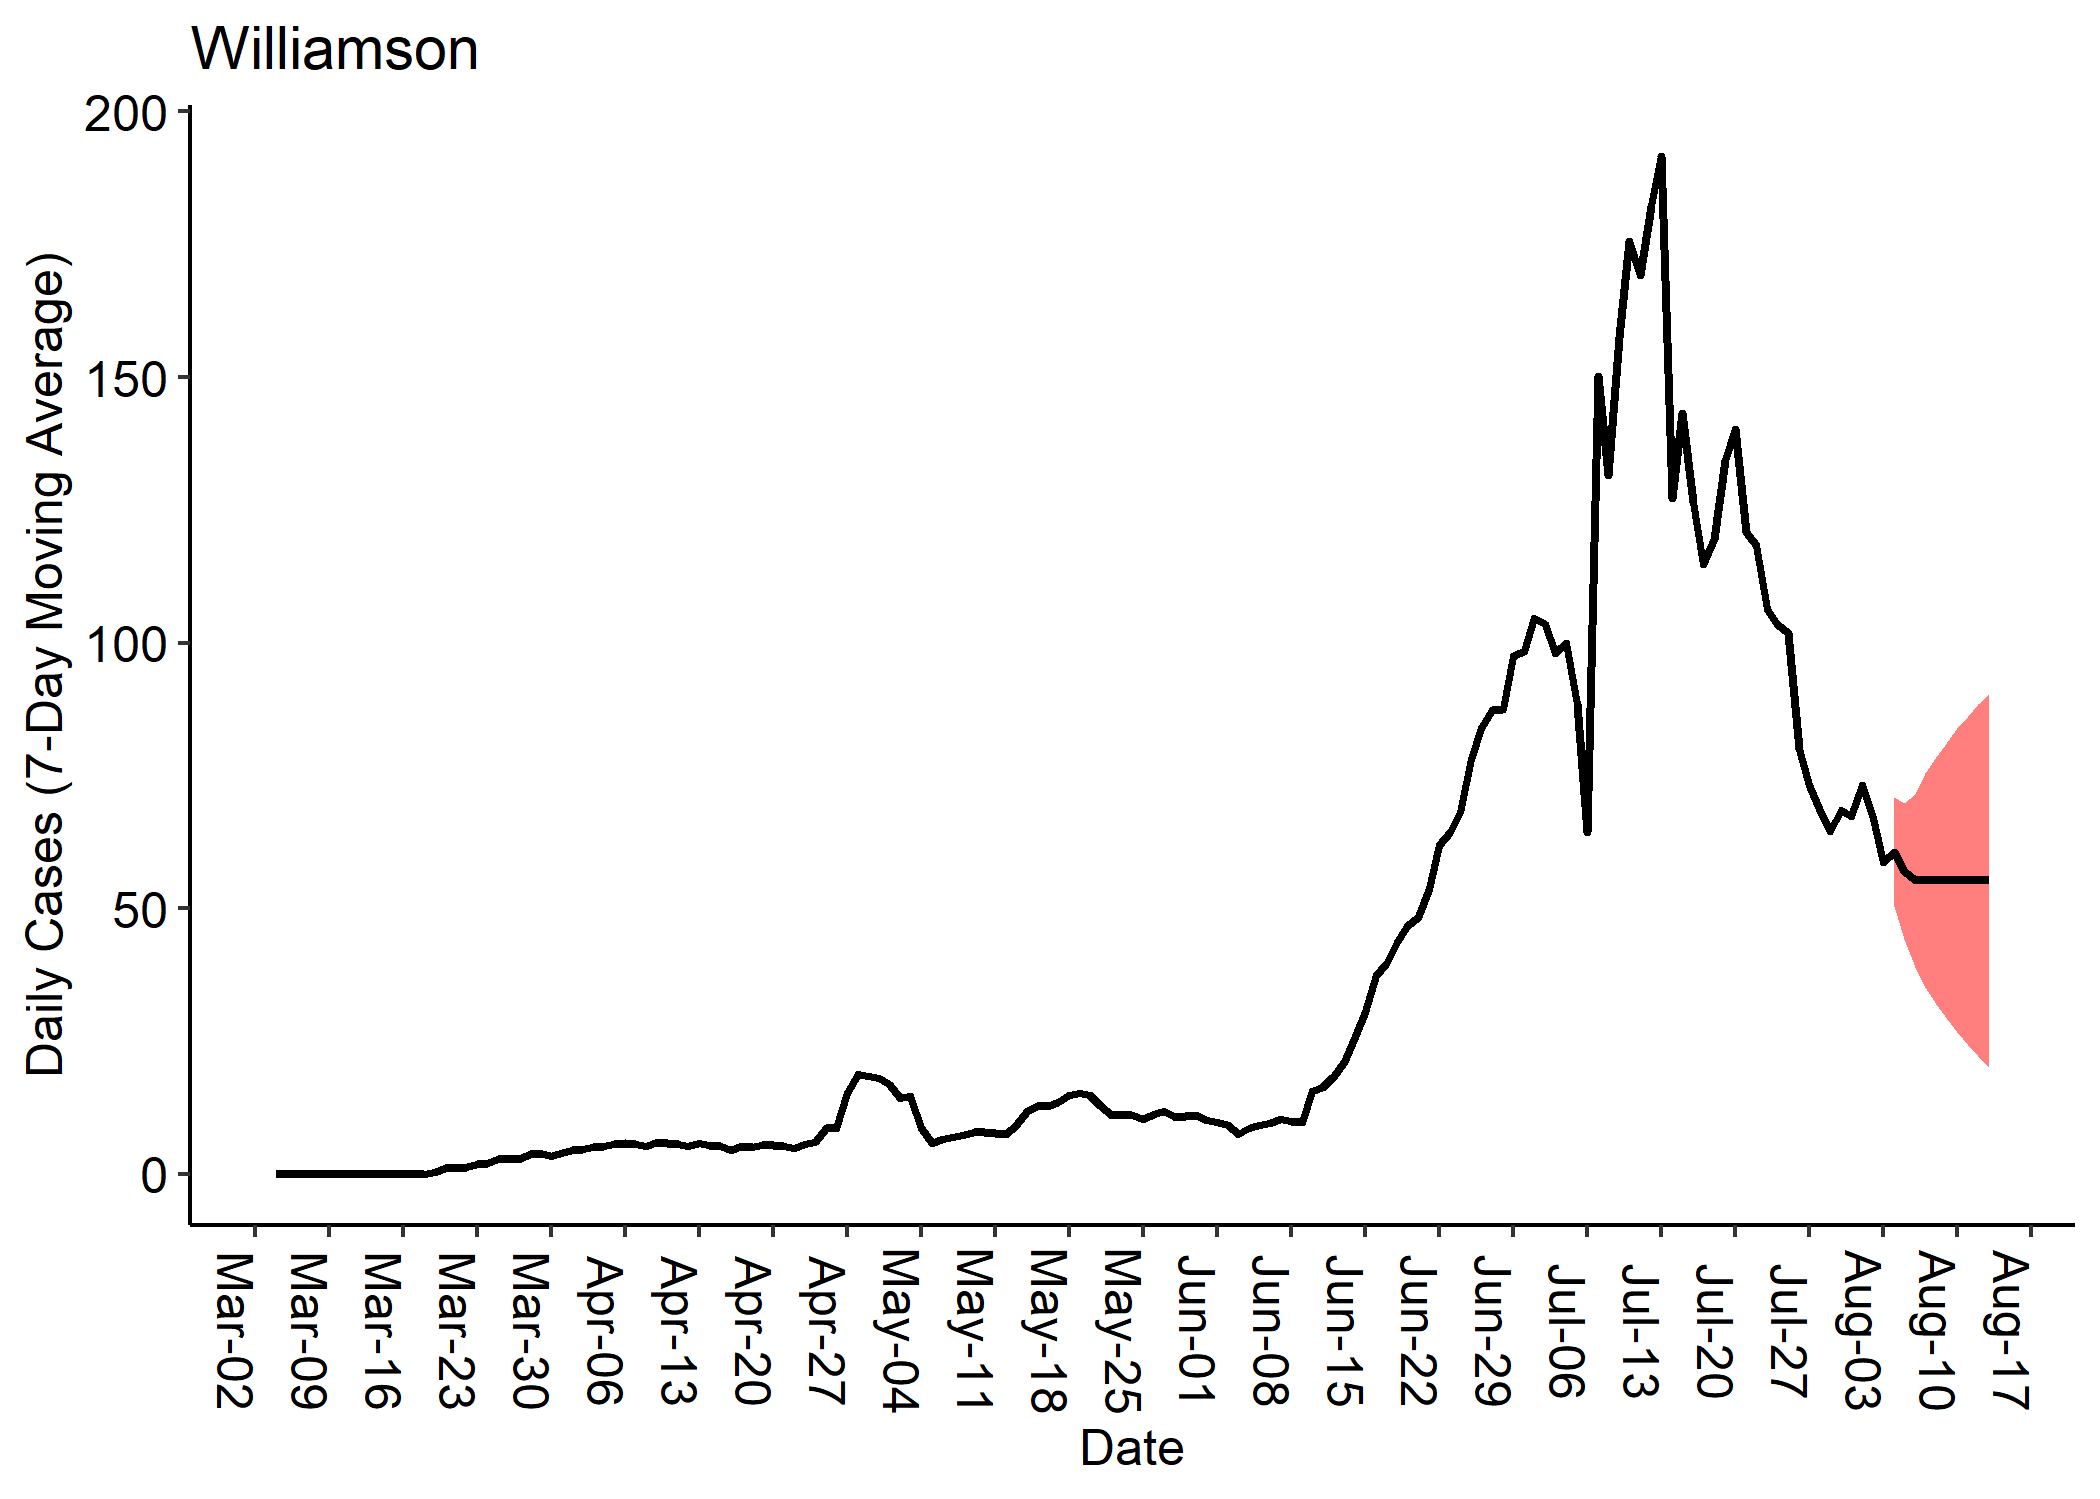 Williamson
Daily Cases (7-Day Moving Average)
200
150
100
50
0
Mar-02
Mar-09
Mar-16
Mar-23
Mar-30
Apr-06
Apr-13
Apr-20
Apr-27
May-04
May-11
May-18
May-25
Jun-01
Jun-08
Jun-15
Jun-22
Jun-29
Jul-06
Jul-13
Jul-20
Jul-27
Aug-03
Aug-10
Aug-17
Date